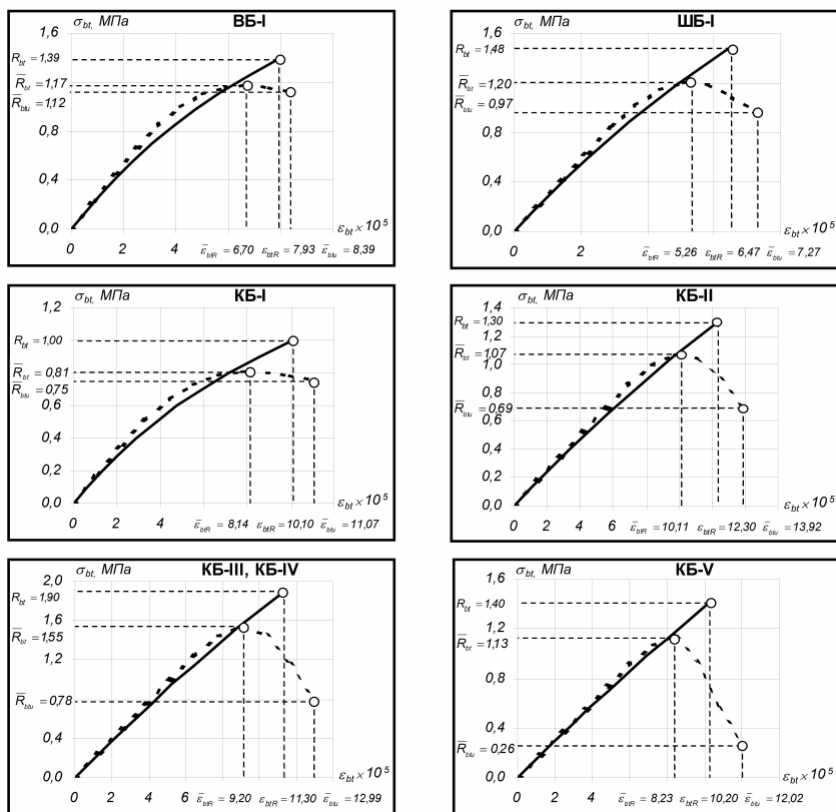 σbt, МПа ВБ-I
1,6
Rbt = 1,39
R̅bt = 1,17
R̅btu = 1,12
0,8
0,4
0,0
0 2 4 εbt × 10⁵
ε̅btR = 6,70 εbtR = 7,93 ε̅btu = 8,39
σbt, МПа ШБ-I
1,6
Rbt = 1,48
R̅bt = 1,20
R̅btu = 0,97
0,8
0,4
0,0
0 2 εbt × 10⁵
ε̅btR = 5,26 εbtR = 6,47 ε̅btu = 7,27
σbt, МПа КБ-I
1,2
Rbt = 1,00
R̅bt = 0,81
R̅btu = 0,75
0,6
0,4
0,2
0,0
0 2 4 6 εbt × 10⁵
ε̅btR = 8,14 εbtR = 10,10 ε̅btu = 11,07
σbt, МПа КБ-II
1,4
Rbt = 1,30
1,2
R̅bt = 1,07
1,0
0,8
R̅btu = 0,69
0,6
0,4
0,2
0,0
0 2 4 6 εbt × 10⁵
ε̅btR = 10,11 εbtR = 12,30 ε̅btu = 13,92
σbt, МПа КБ-III, КБ-IV
2,0
Rbt = 1,90
1,6
R̅bt = 1,55
1,2
R̅btu = 0,78
0,4
0,0
0 2 4 6 εbt × 10⁵
ε̅btR = 9,20 εbtR = 11,30 ε̅btu = 12,99
σbt, МПа КБ-V
1,6
Rbt = 1,40
1,2
R̅bt = 1,13
0,8
0,4
R̅btu = 0,26
0,0
0 2 4 6 εbt × 10⁵
ε̅btR = 8,23 εbtR = 10,20 ε̅btu = 12,02